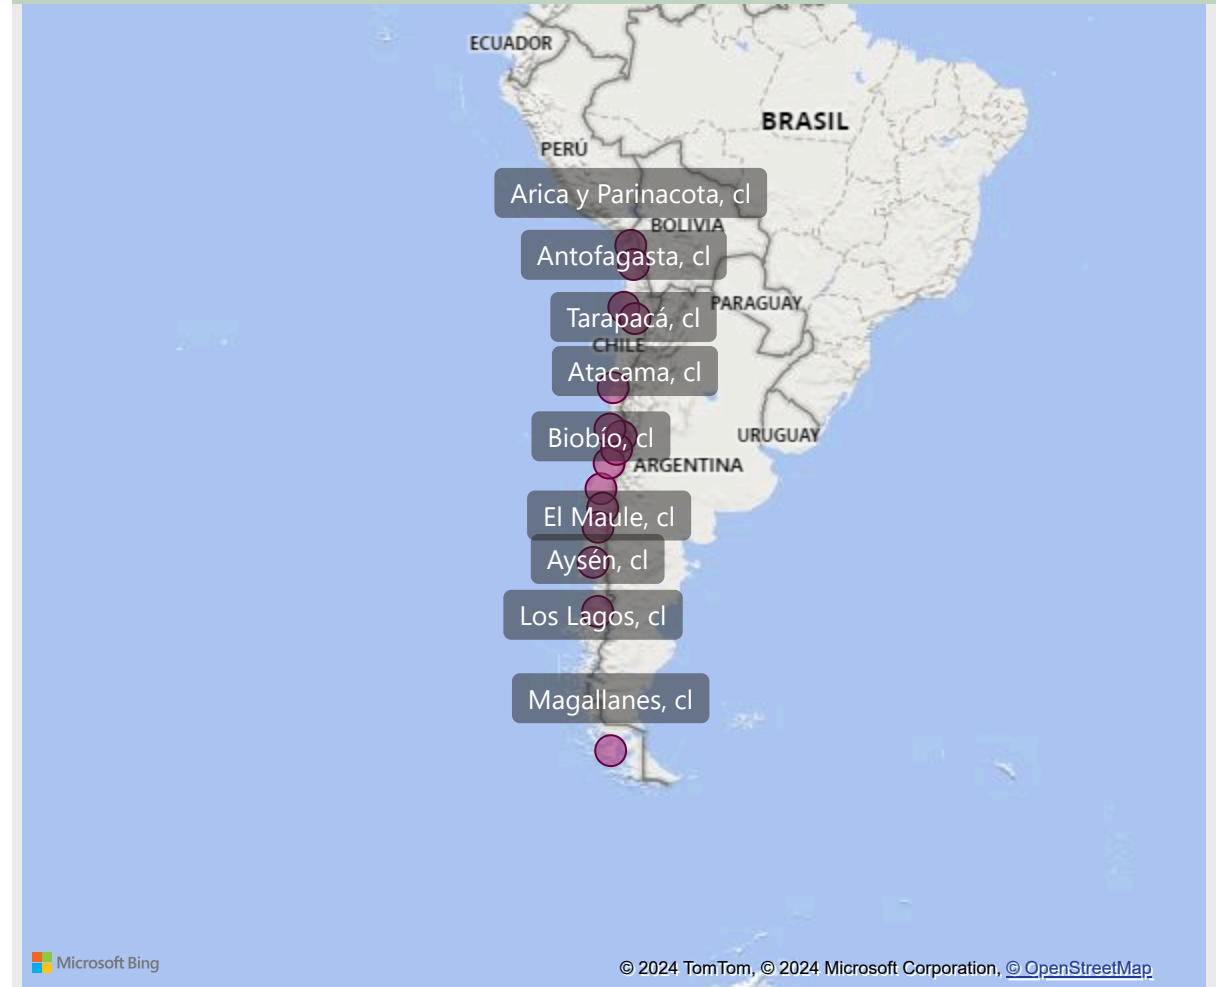 ECUADOR
BRASIL
PERÚ
Arica y Parinacota, cl
BOLIVIA
Antofagasta, cl
PARAGUAY
Tarapacá, cl
CHILE
Atacama, cl
Biobío, cl
URUGUAY
ARGENTINA
El Maule, cl
Aysén, cl
Los Lagos, cl
Magallanes, cl
Microsoft Bing
© 2024 TomTom, © 2024 Microsoft Corporation, © OpenStreetMap